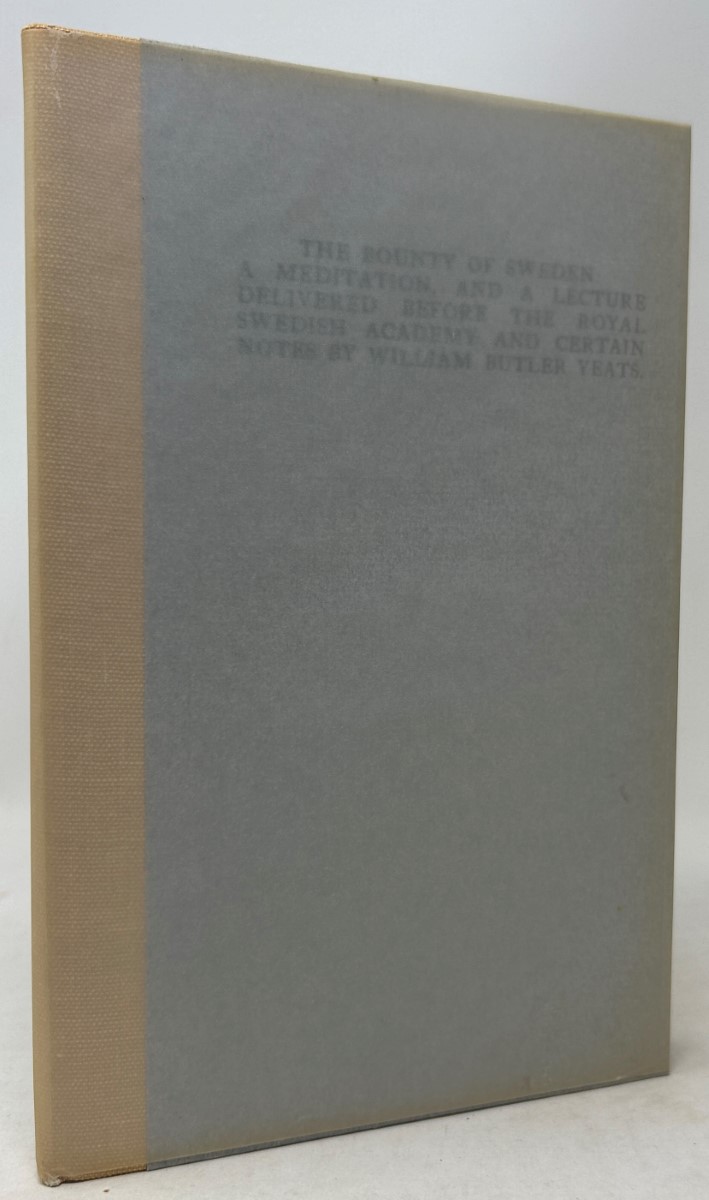 THE BOUNTY OF SWEDEN
A MEDITATION, AND A LECTURE
DELIVERED BEFORE THE ROYAL
SWEDISH ACADEMY AND CERTAIN
NOTES BY WILLIAM BUTLER YEATS.